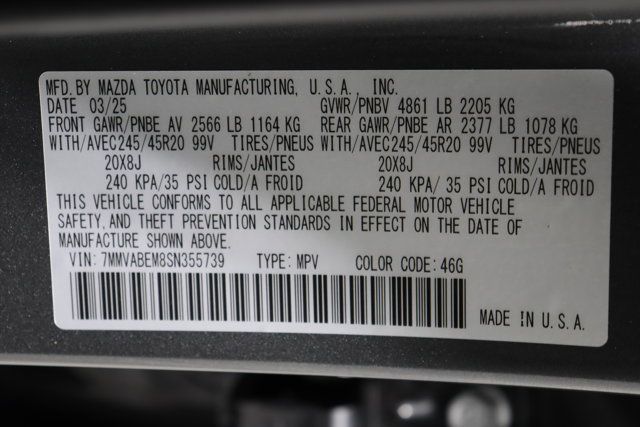 MFD. BY MAZDA TOYOTA MANUFACTURING, U.S.A., INC.
DATE 03/25 GVWR/PNBV 4861 LB 2205 KG
FRONT GAWR/PNBE AV 2566 LB 1164 KG REAR GAWR/PNBE AR 2377 LB 1078 KG
WITH/AVEC245/45R20 99V TIRES/PNEUS WITH/AVEC245/45R20 99V TIRES/PNEUS
20X8J RIMS/JANTES 20X8J RIMS/JANTES
240 KPA/35 PSI COLD/A FROID 240 KPA/ 35 PSI COLD/A FROID
THIS VEHICLE CONFORMS TO ALL APPLICABLE FEDERAL MOTOR VEHICLE
SAFETY, AND THEFT PREVENTION STANDARDS IN EFFECT ON THE DATE OF
MANUFACTURE SHOWN ABOVE.
VIN: 7MMVABEM8SN355739 TYPE: MPV COLOR CODE: 46G
MADE IN U.S.A.